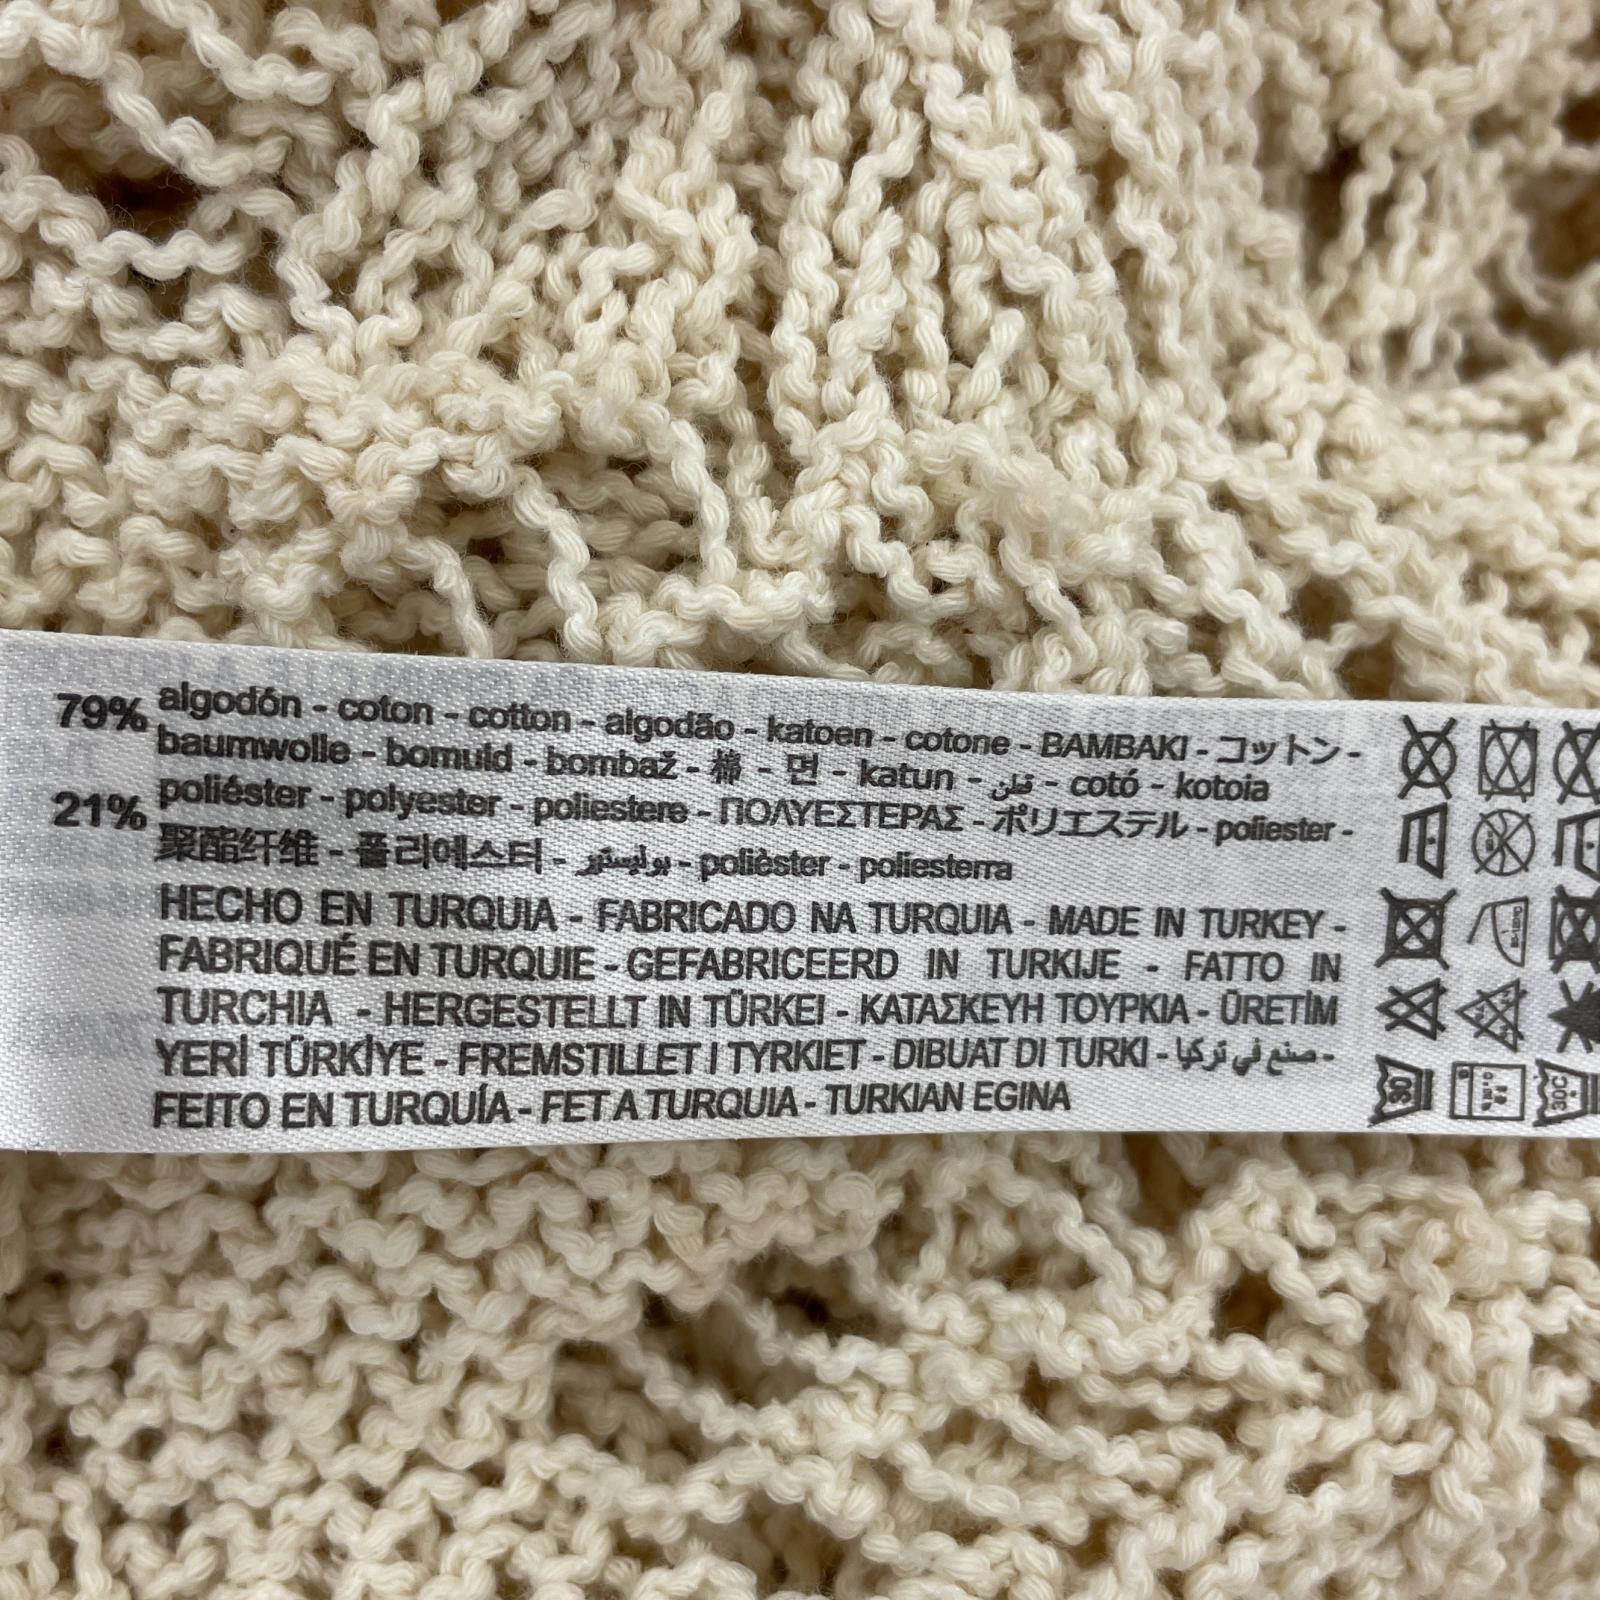 79% algodón - coton - cotton - algodão - katoen - cotone - BAMBAKI - コットン -
baumwolle - bomuld - bombaž - 棉 - 면 - katun - قطن - cotó - kotoia
21% poliéster - polyester - poliestere - ΠΟΛΥΕΣΤΕΡΑΣ - ポリエステル - poliester -
聚酯纤维 - 폴리에스터 - بوليستير - polièster - poliesterra
HECHO EN TURQUIA - FABRICADO NA TURQUIA - MADE IN TURKEY -
FABRIQUÉ EN TURQUIE - GEFABRICEERD IN TURKIJE - FATTO IN
TURCHIA - HERGESTELLT IN TÜRKEI - ΚΑΤΑΣΚΕΥΗ ΤΟΥΡΚΙΑ - ÜRETİM
YERİ TÜRKİYE - FREMSTILLET I TYRKIET - DIBUAT DI TURKI - صنع في تركيا -
FEITO EN TURQUÍA - FET A TURQUIA - TURKIAN EGINA
30
30C